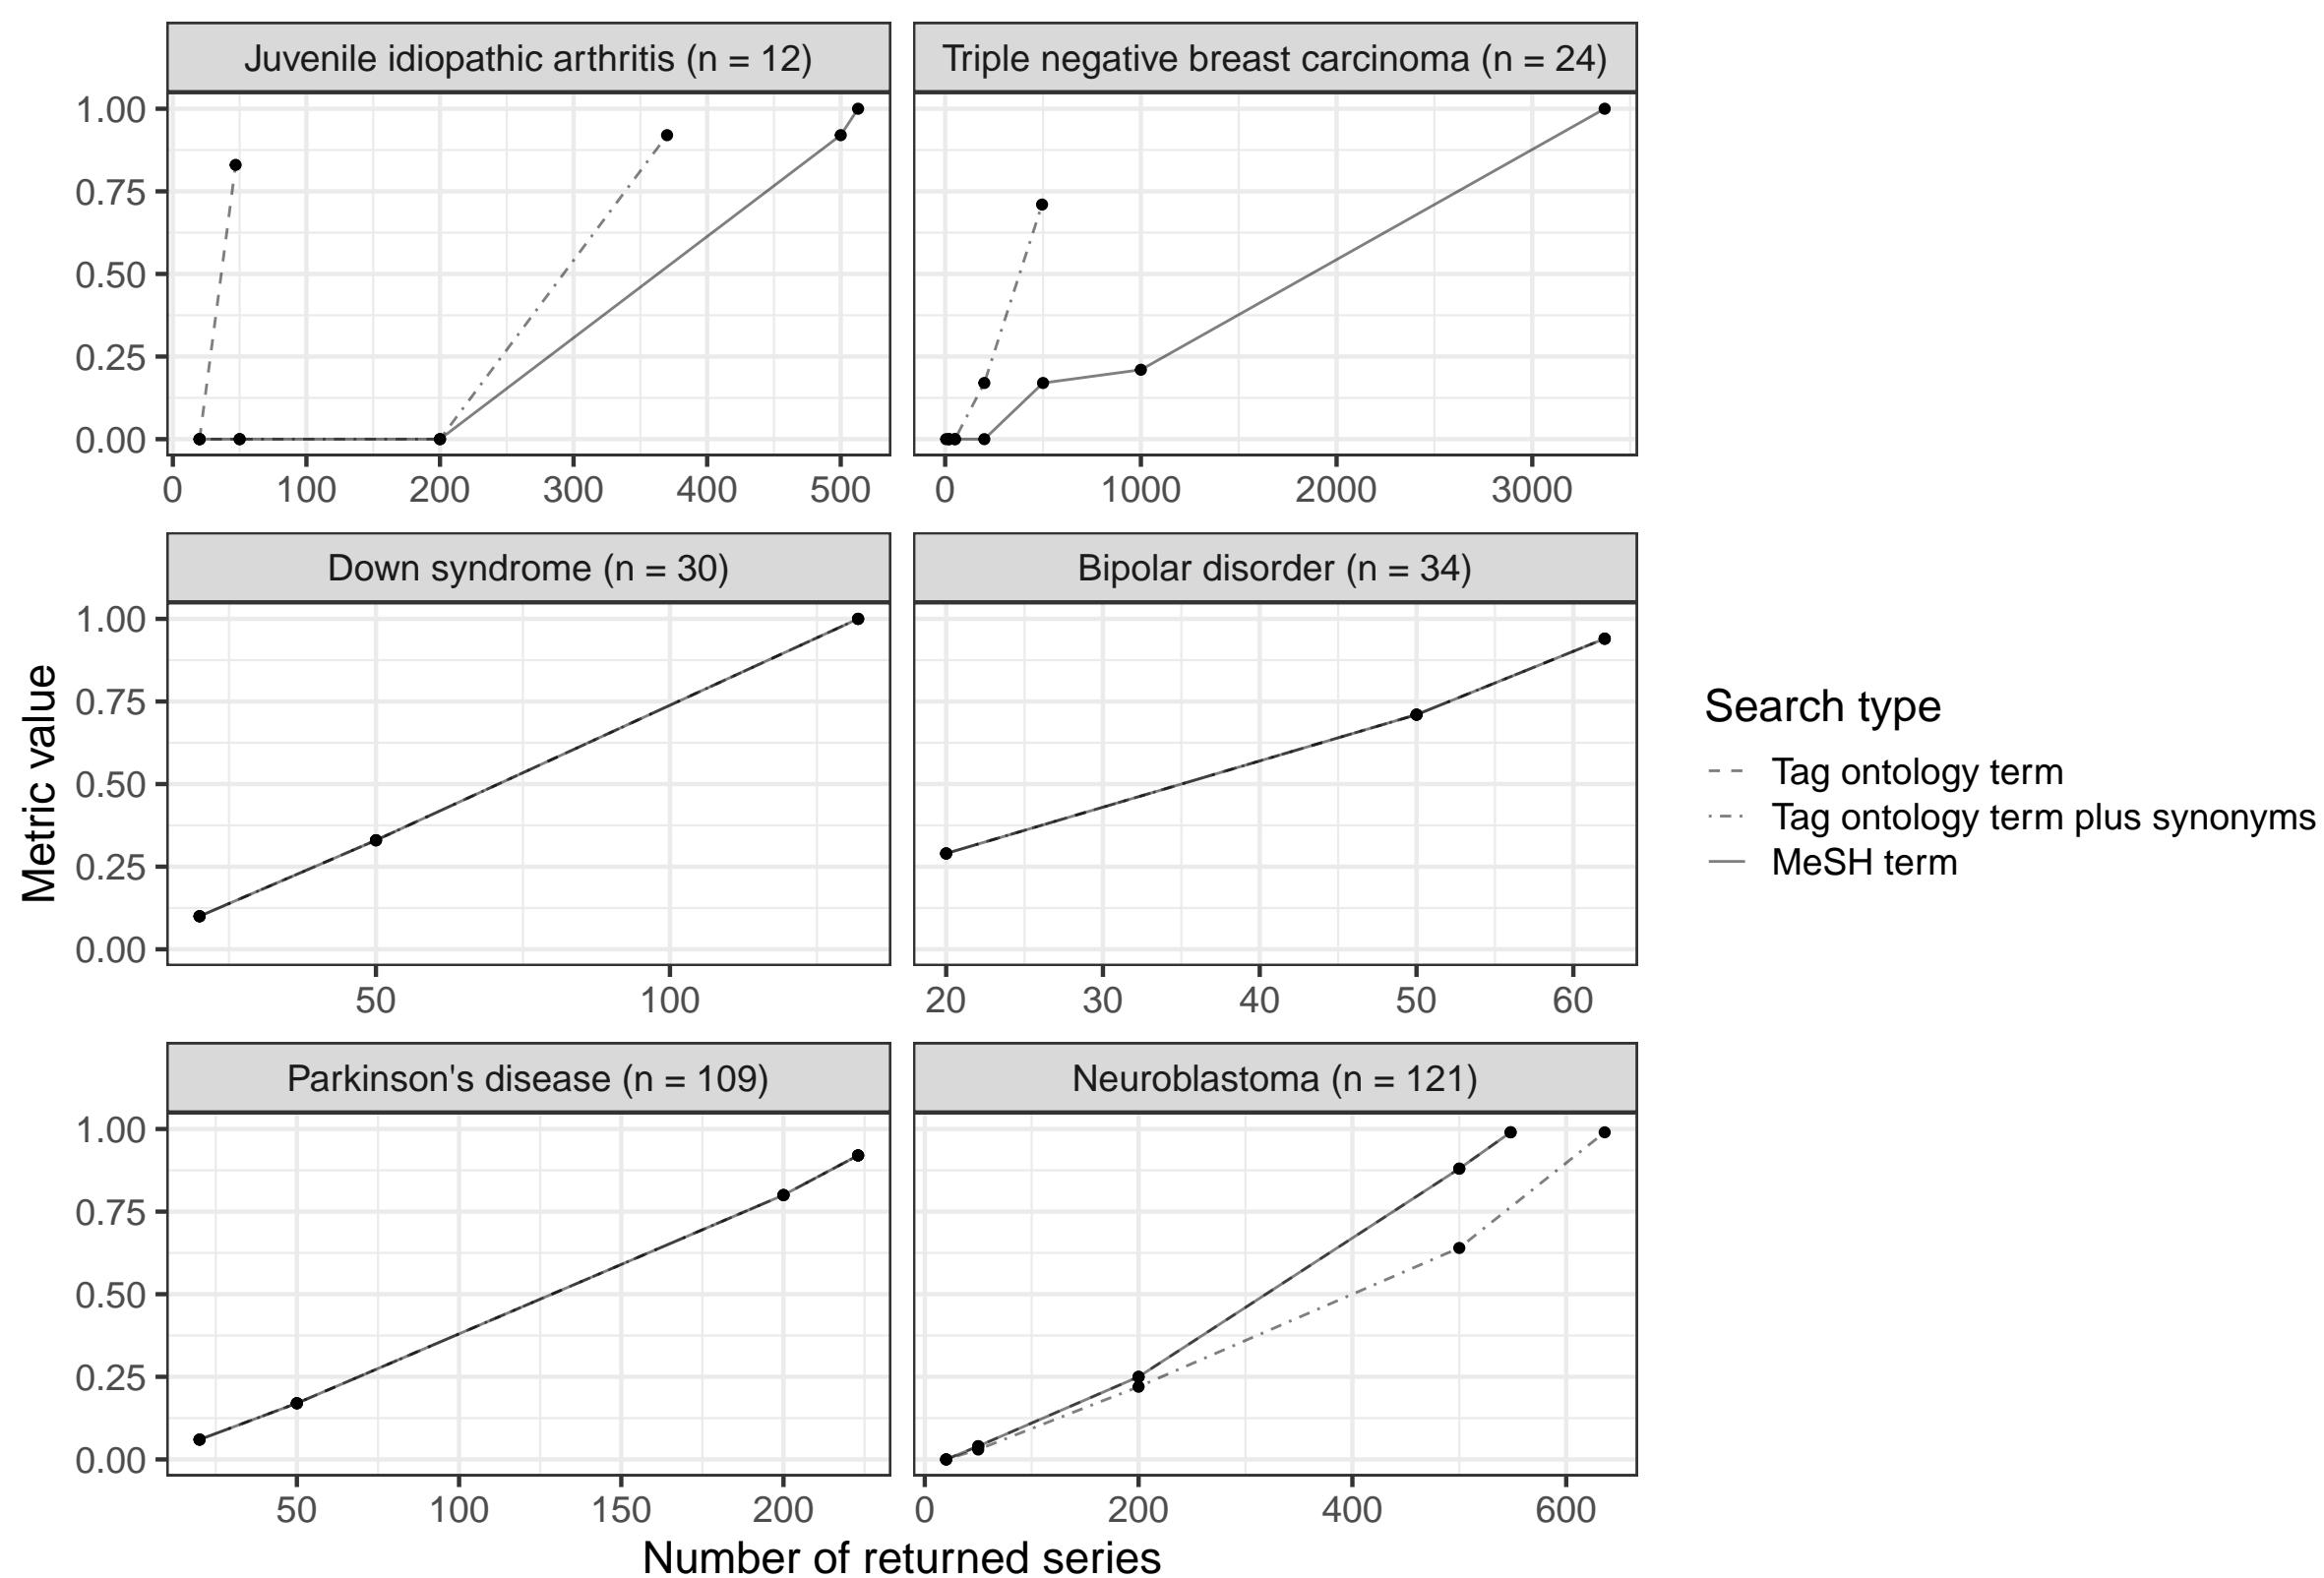 Juvenile idiopathic arthritis (n = 12)
Triple negative breast carcinoma (n = 24)
1.00
0.75
0.50
0.25
0.00
0 100 200 300 400 500
0 1000 2000 3000
Down syndrome (n = 30)
Bipolar disorder (n = 34)
1.00
0.75
0.50
0.25
0.00
50 100
20 30 40 50 60
Parkinson's disease (n = 109)
Neuroblastoma (n = 121)
1.00
0.75
0.50
0.25
0.00
50 100 150 200
0 200 400 600
Metric value
Number of returned series
Search type
Tag ontology term
Tag ontology term plus synonyms
MeSH term